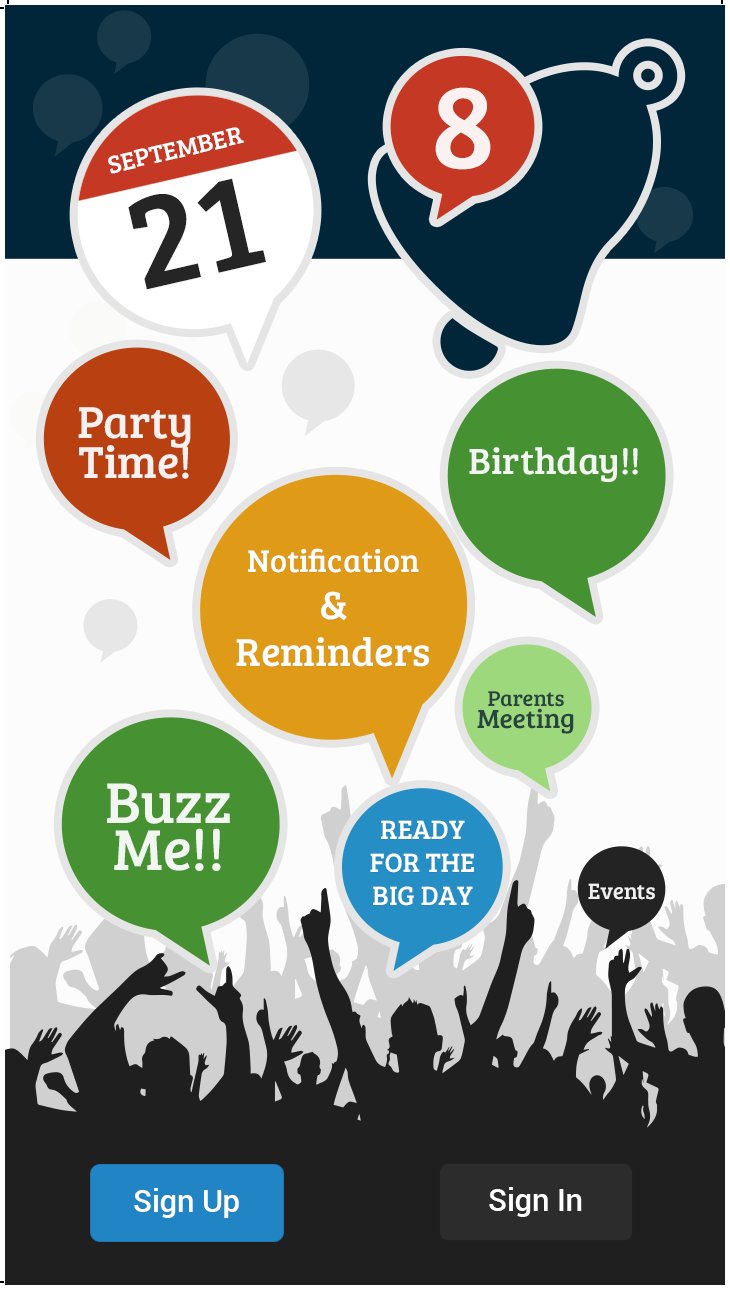 SEPTEMBER
21
8
Party
Time!
Birthday!!
Notification
&
Reminders
Parents
Meeting
Buzz
Me!!
READY
FOR THE
BIG DAY
Events
Sign Up
Sign In